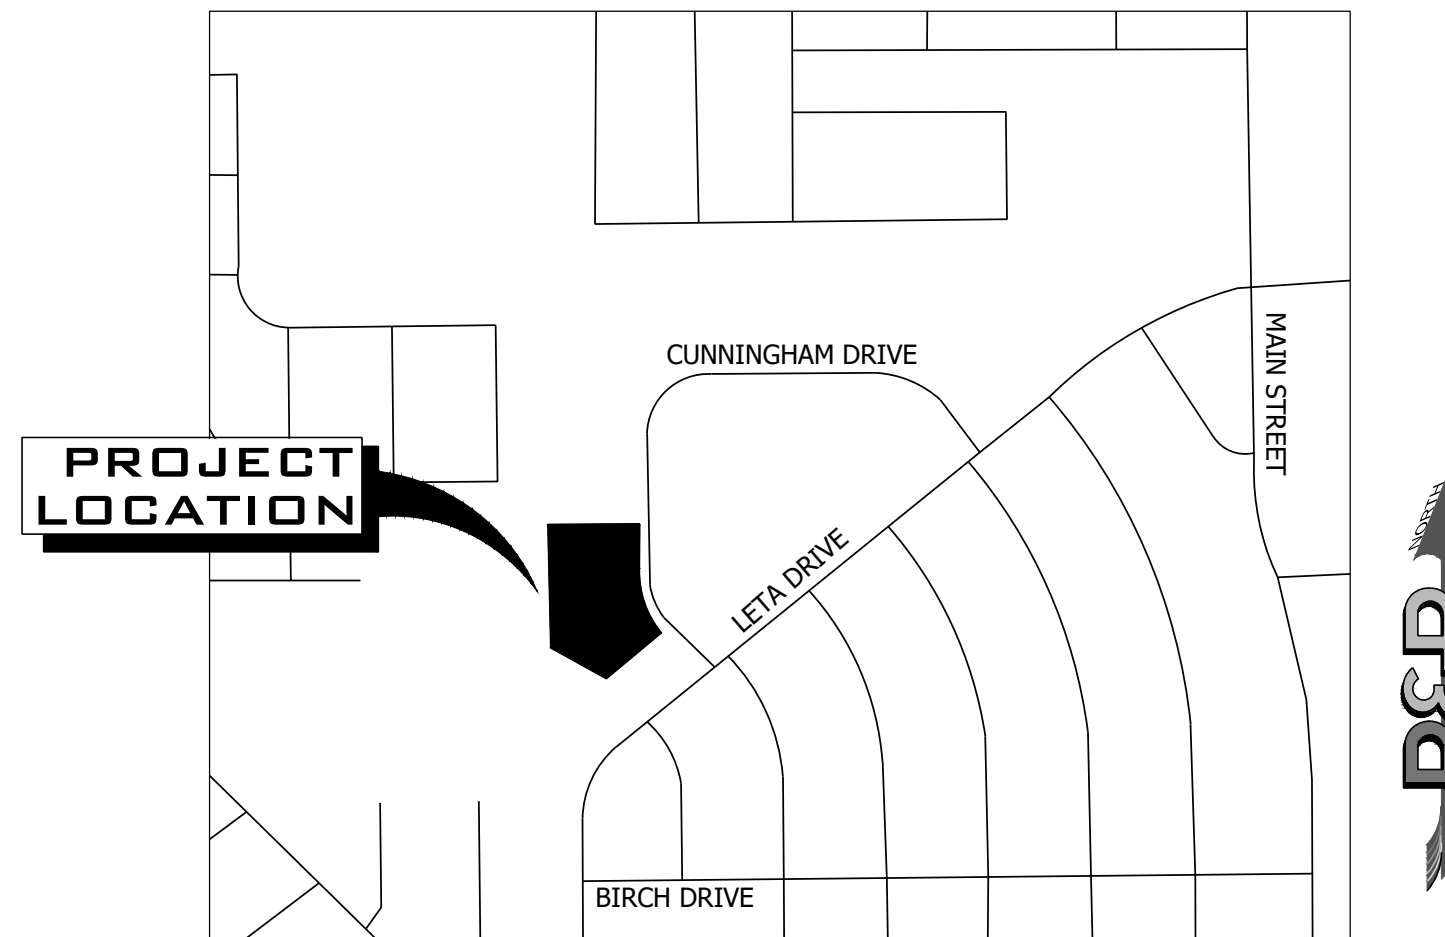 CUNNINGHAM DRIVE
MAIN STREET
PROJECT
LOCATION
LETA DRIVE
NORTH
BIRCH DRIVE